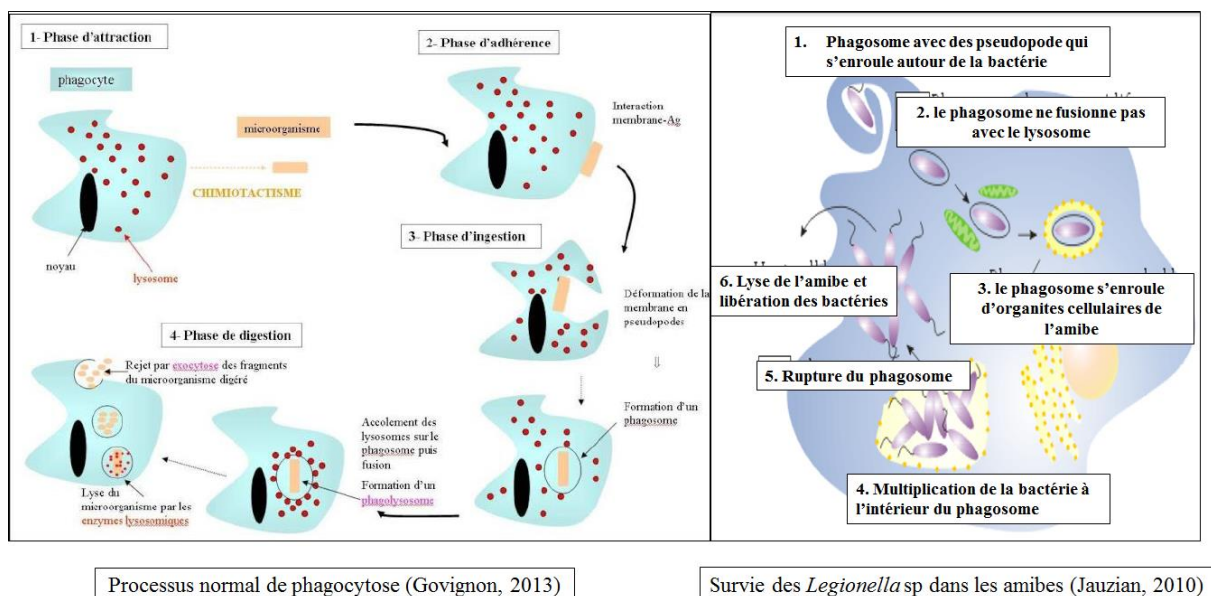 1- Phase d'attraction
phagocyte
microorganisme
CHIMIOTACTISME
noyau
lysosome
2- Phase d'adhérence
Interaction
membrane-Ag
3- Phase d'ingestion
Déformation de la
membrane en
pseudopodes
Formation d'un
phagosome
4- Phase de digestion
Rejet par exocytose des fragments
du microorganisme digéré
Accolement des
lysosomes sur le
phagosome puis
fusion
Formation d'un
phagolysosome
Lyse du
microorganisme par les
enzymes lysosomiques
1. Phagosome avec des pseudopode qui
s'enroule autour de la bactérie
2. le phagosome ne fusionne pas
avec le lysosome
3. le phagosome s'enroule
d'organites cellulaires de
l'amibe
4. Multiplication de la bactérie à
l'intérieur du phagosome
5. Rupture du phagosome
6. Lyse de l'amibe et
libération des bactéries
Processus normal de phagocytose (Govignon, 2013)
Survie des Legionella sp dans les amibes (Jauzian, 2010)